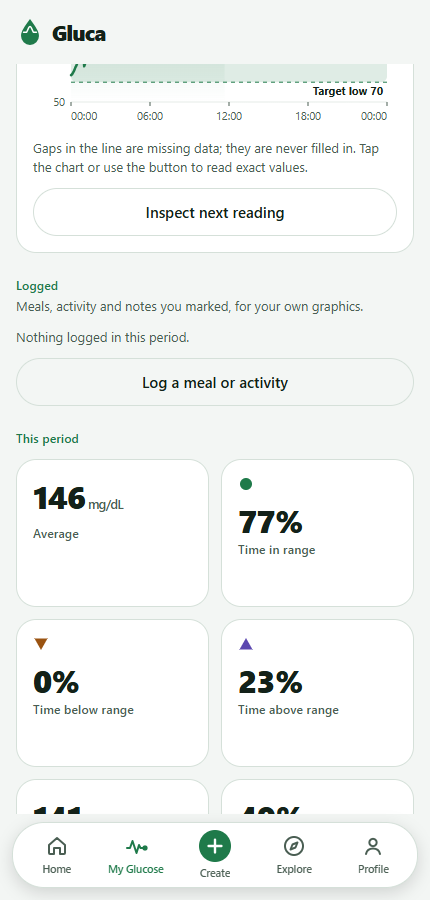 Gluca
Target low 70
50
00:00 06:00 12:00 18:00 00:00
Gaps in the line are missing data; they are never filled in. Tap
the chart or use the button to read exact values.
Inspect next reading
Logged
Meals, activity and notes you marked, for your own graphics.
Nothing logged in this period.
Log a meal or activity
This period
146 mg/dL
Average
77%
Time in range
0%
Time below range
23%
Time above range
Home
My Glucose
Create
Explore
Profile